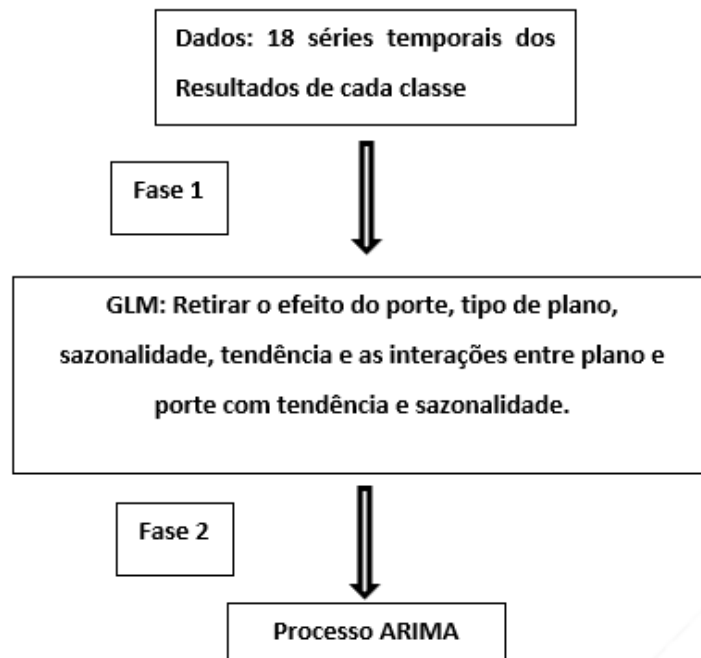 Dados: 18 séries temporais dos
Resultados de cada classe
Fase 1
GLM: Retirar o efeito do porte, tipo de plano,
sazonalidade, tendência e as interações entre plano e
porte com tendência e sazonalidade.
Fase 2
Processo ARIMA